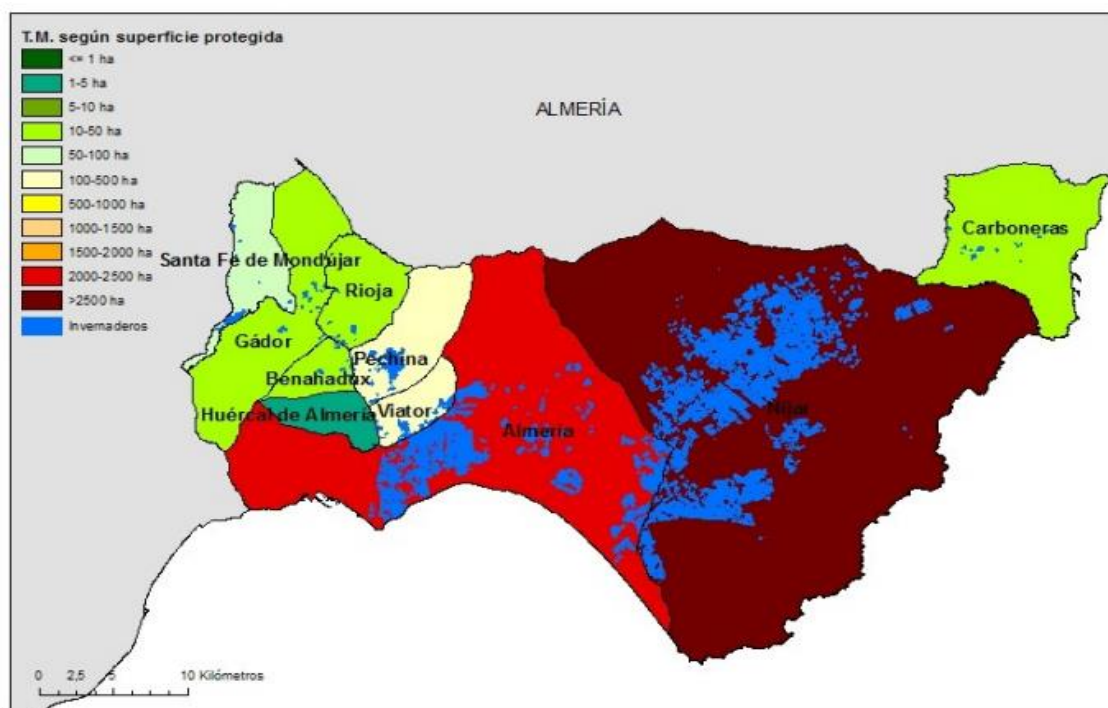 T.M. según superficie protegida
<= 1 ha
1-5 ha
5-10 ha
10-50 ha
50-100 ha
100-500 ha
500-1000 ha
1000-1500 ha
1500-2000 ha
2000-2500 ha
>2500 ha
Invernaderos
ALMERÍA
Carboneras
Santa Fé de Mondújar
Rioja
Gádor
Pechina
Benahadux
Huércal de Almería
Viator
Almería
Níjar
0 2,5 5 10 Kilómetros